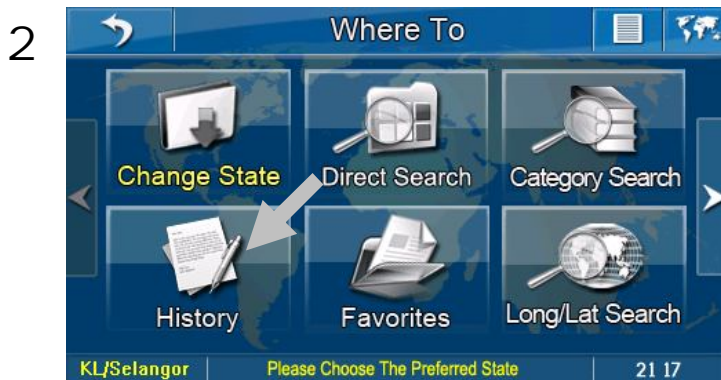 2
Where To
Change State
Direct Search
Category Search
History
Favorites
Long/Lat Search
KL/Selangor
Please Choose The Preferred State
21 17